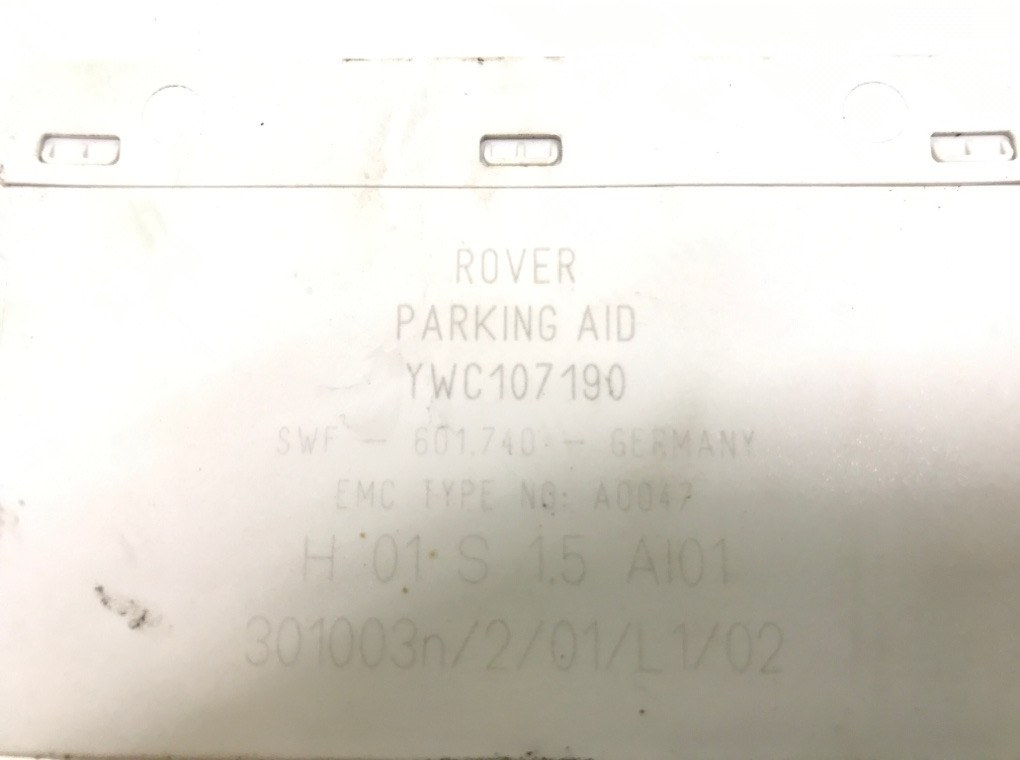 ROVER
PARKING AID
YWC107190
SWF - 601.740 - GERMANY
EMC TYPE NO: A0047
H 01 S 1.5 AI01
301003n/2/01/L1/02